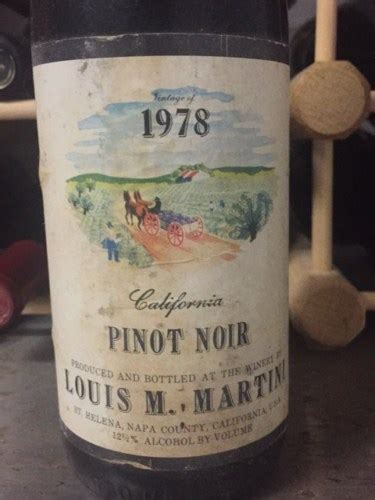 Vintage of
1978
California
PINOT NOIR
PRODUCED AND BOTTLED AT THE WINERY BY
LOUIS M. MARTINI
ST. HELENA, NAPA COUNTY, CALIFORNIA, U.S.A.
12½% ALCOHOL BY VOLUME